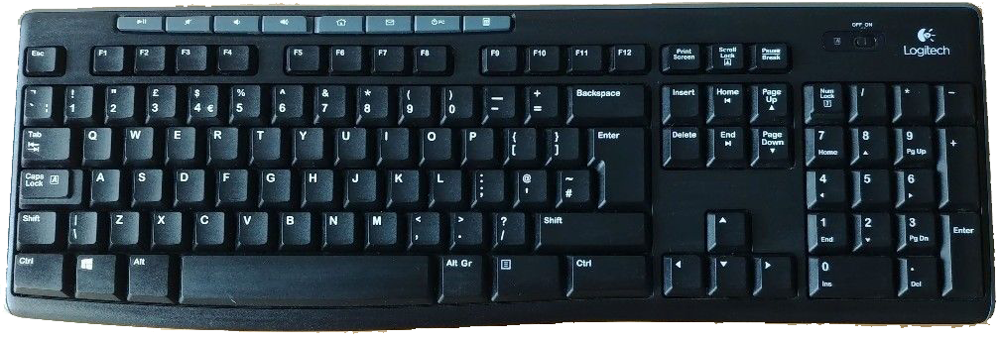 OFF ON
A
Logitech
PC
Esc F1 F2 F3 F4 F5 F6 F7 F8 F9 F10 F11 F12 Print Screen Scroll Lock Pause Break
¬ ! " £ $ % ^ & * ( ) — + Backspace Insert Home Page Up Num Lock / * −
` ¦ 1 2 3 4 € 5 6 7 8 9 0 - =
Tab Q W E R T Y U I O P { } Enter Delete End Page Down 7 8 9 +
[ ] Home Pg Up
Caps Lock A A S D F G H J K L : @ ~ 4 5 6
; ' #
Shift | Z X C V B N M < > ? Shift 1 2 3 Enter
\ , . / End Pg Dn
Ctrl Alt Alt Gr Ctrl 0 .
Ins Del